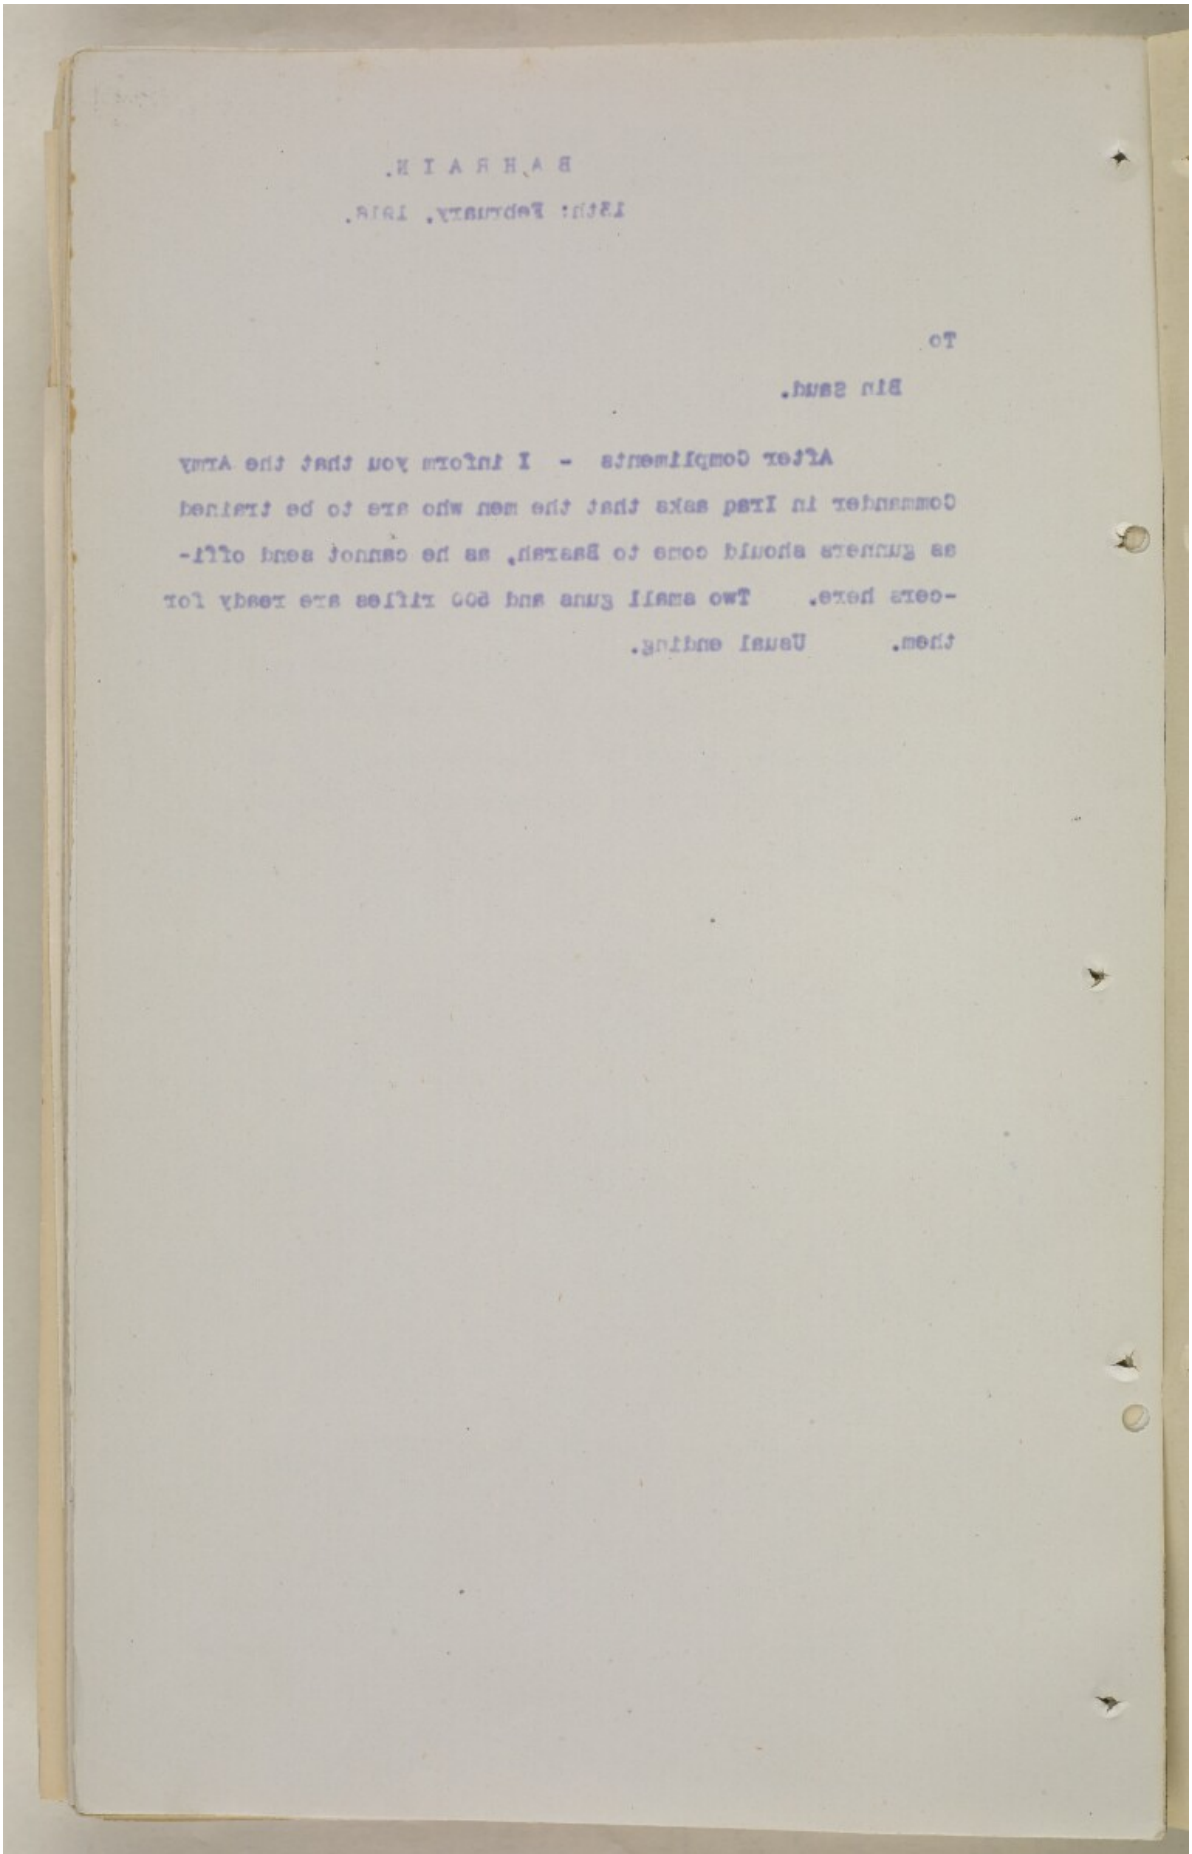 BAHRAIN.
13th: February, 1916.
To
Bin Saud.
After Compliments - I inform you that the Army
Commander in Iraq asks that the men who are to be trained
as gunners should come to Basrah, as he cannot send offi-
-cers here. Two small guns and 500 rifles are ready for
them. Usual ending.